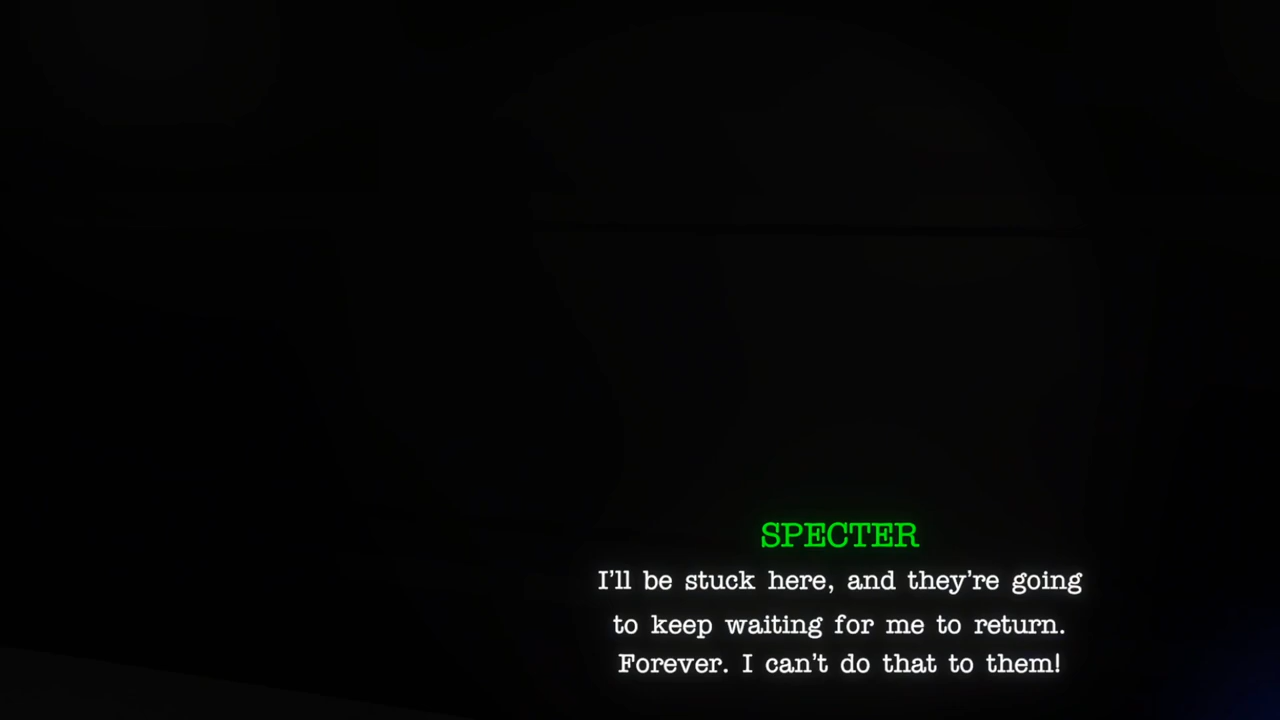 SPECTER
I'll be stuck here, and they're going
to keep waiting for me to return.
Forever. I can't do that to them!